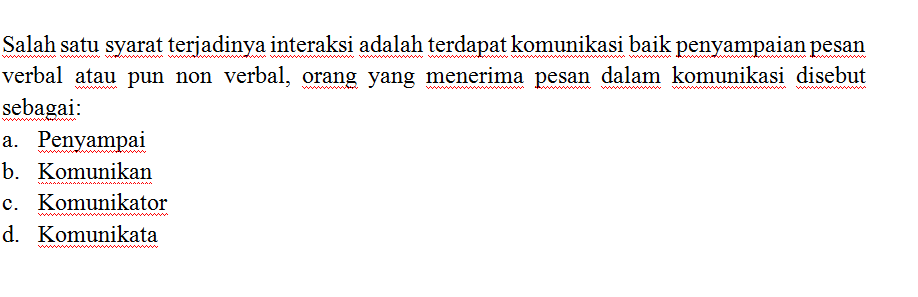 Salah satu syarat terjadinya interaksi adalah terdapat komunikasi baik penyampaian pesan
verbal atau pun non verbal, orang yang menerima pesan dalam komunikasi disebut
sebagai:
a. Penyampai
b. Komunikan
c. Komunikator
d. Komunikata